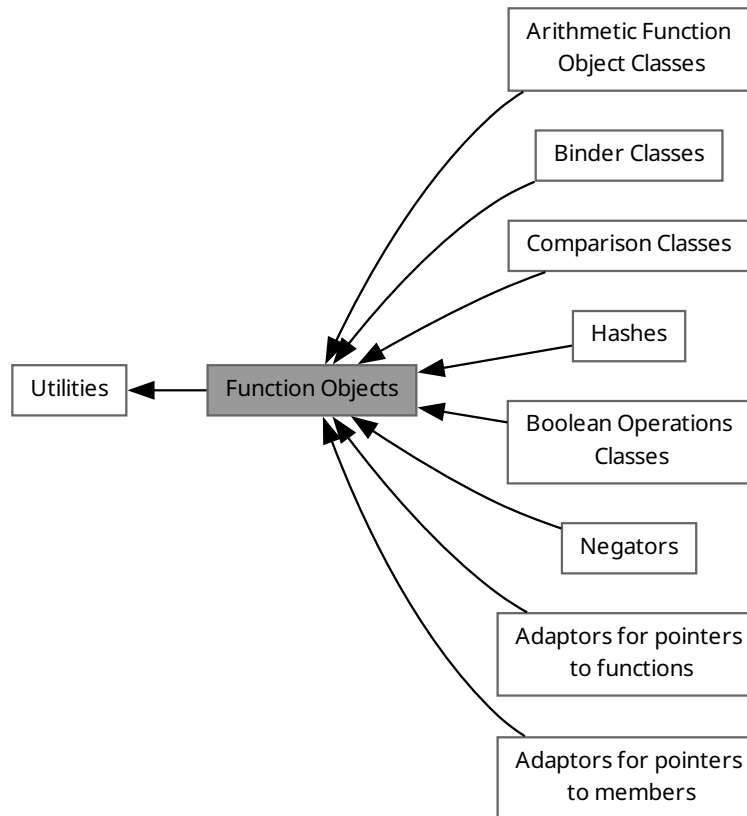 Arithmetic Function
Object Classes
Binder Classes
Comparison Classes
Hashes
Utilities
Function Objects
Boolean Operations
Classes
Negators
Adaptors for pointers
to functions
Adaptors for pointers
to members